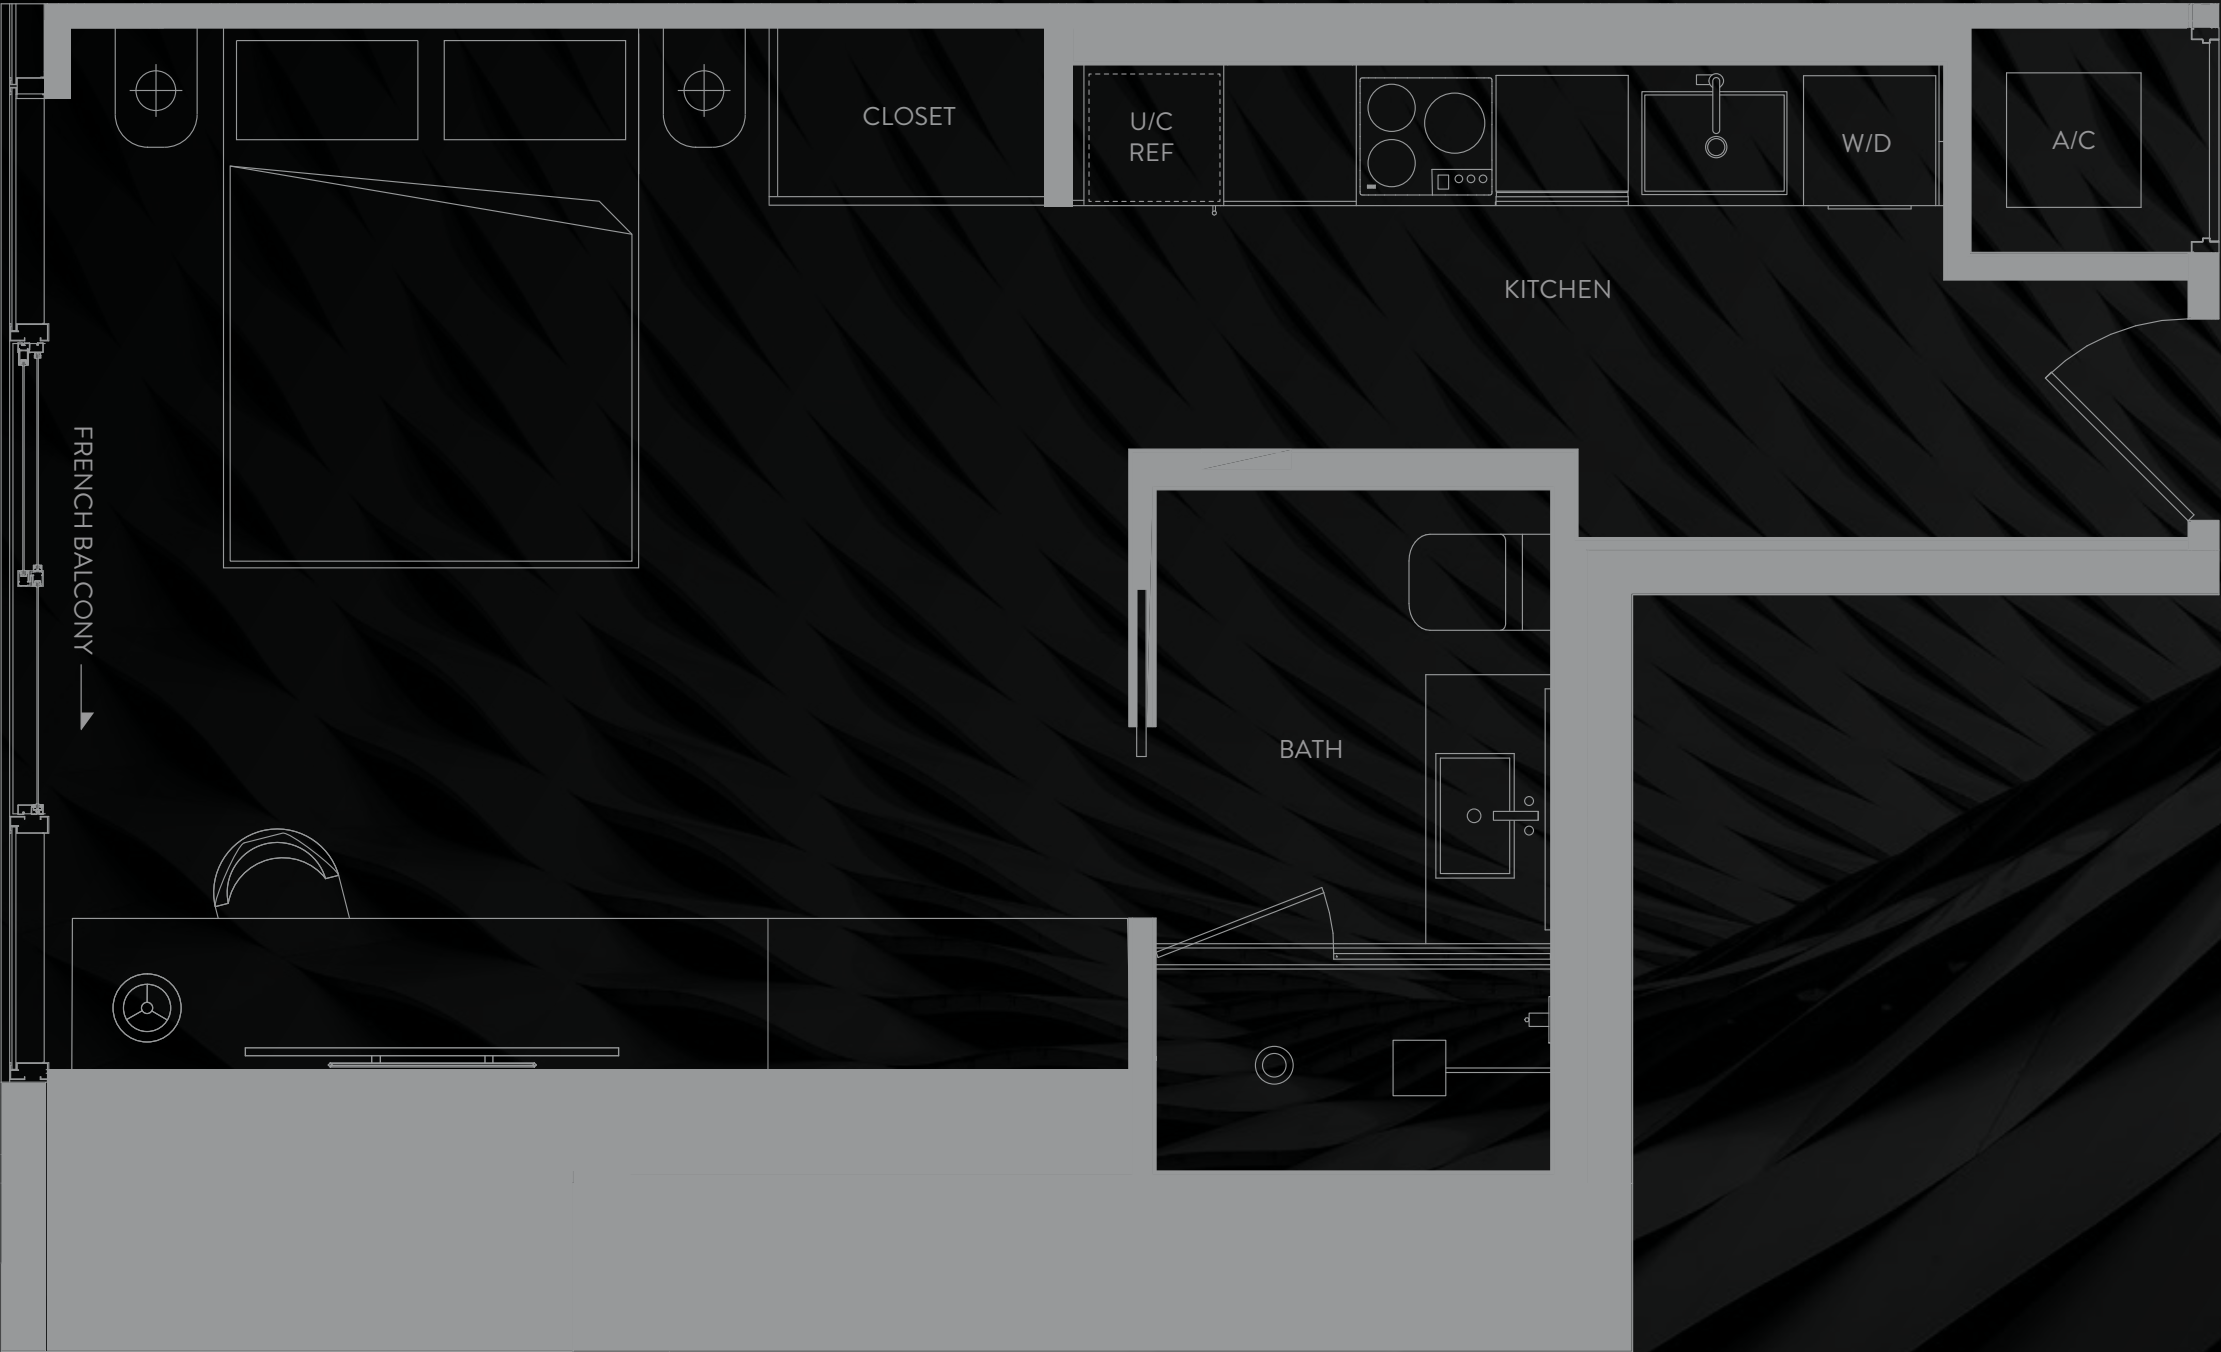 CLOSET
U/C
REF
W/D
A/C
KITCHEN
FRENCH BALCONY
BATH